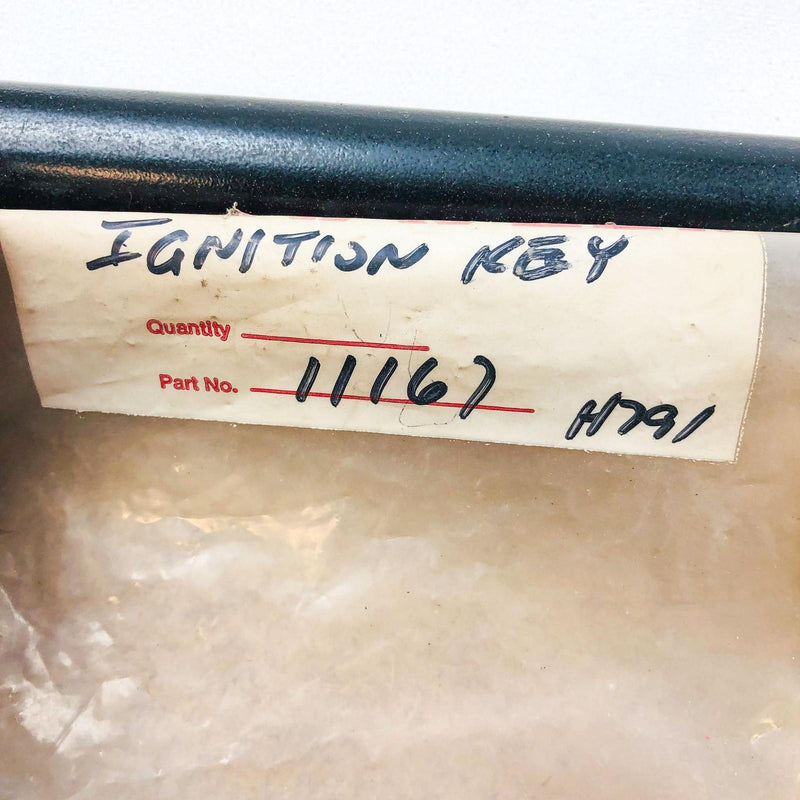 IGNITION KEY
Quantity
Part No. 11167
H791